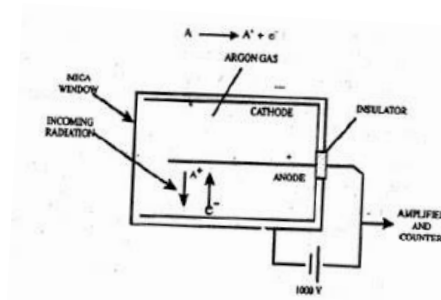 A → A⁺ + e⁻
ARGON GAS
MICA
WINDOW
—
CATHODE
INSULATOR
INCOMING
RADIATION
+
A⁺
ANODE
e⁻
AMPLIFIER
AND
COUNTER
1000 V